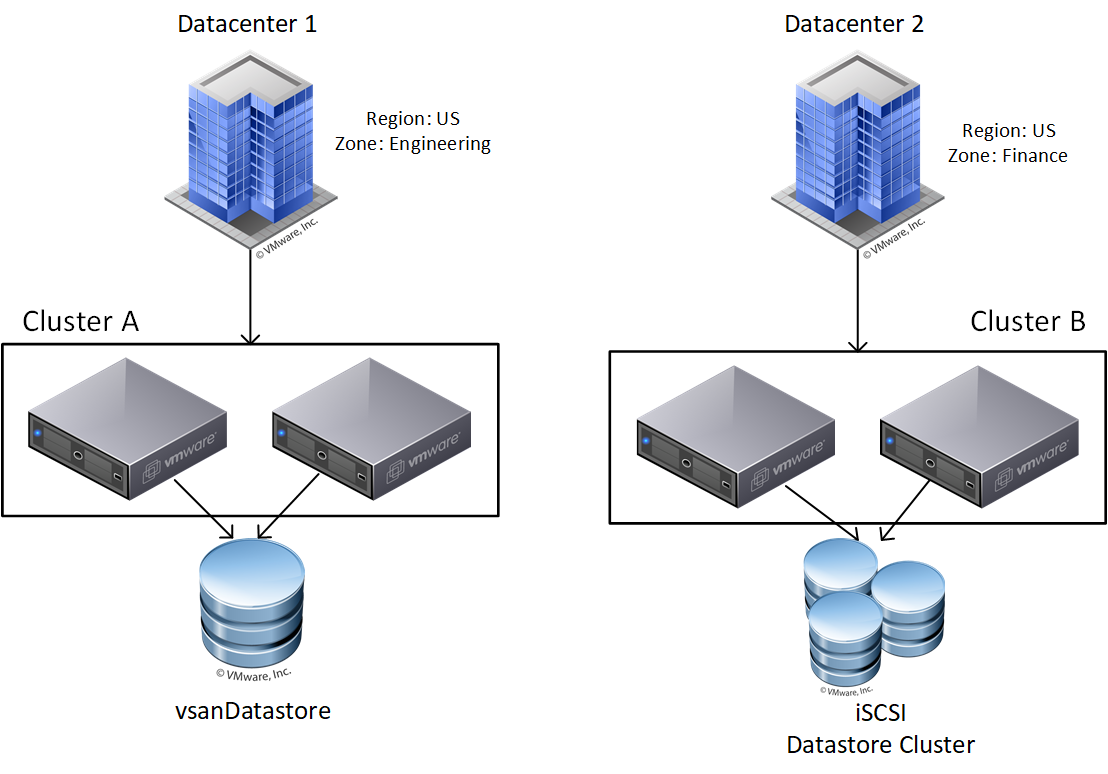 Datacenter 1
Region: US
Zone: Engineering
© VMware, Inc.
Cluster A
vmware
vmware
© VMware, Inc.
vsanDatastore
Datacenter 2
Region: US
Zone: Finance
© VMware, Inc.
Cluster B
vmware
vmware
© VMware, Inc.
iSCSI
Datastore Cluster